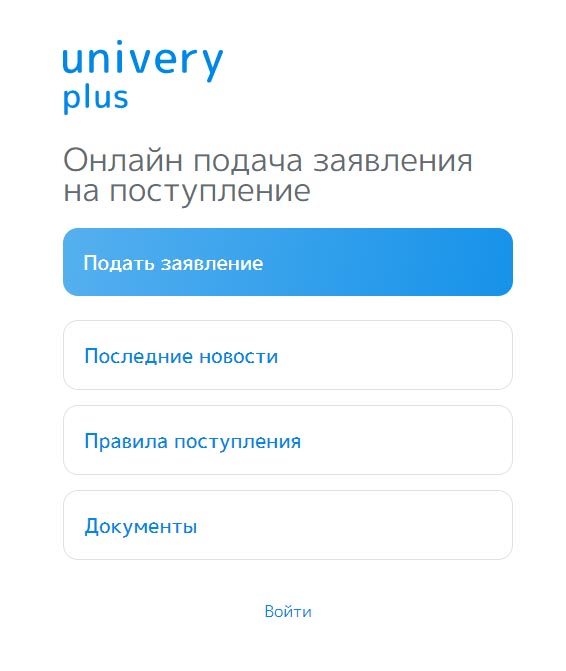 univery
plus
Онлайн подача заявления
на поступление
Подать заявление
Последние новости
Правила поступления
Документы
Войти